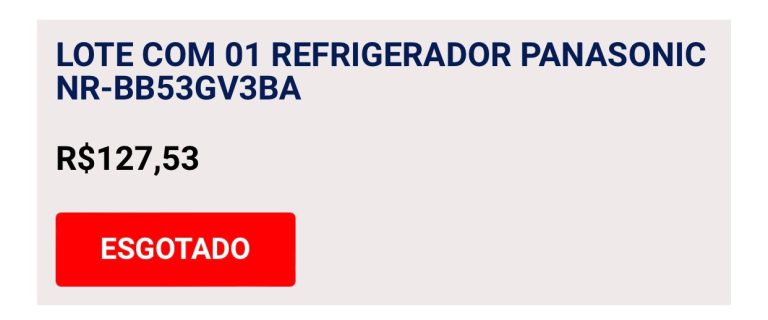 LOTE COM 01 REFRIGERADOR PANASONIC
NR-BB53GV3BA
R$127,53
ESGOTADO